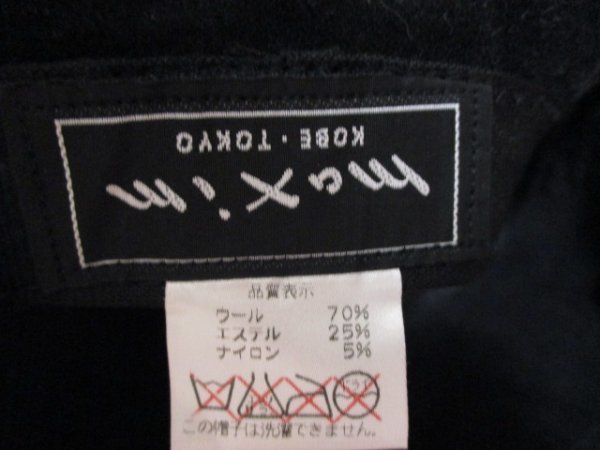 maxim
KOBE・TOKYO
品質表示
ウール 70%
エステル 25%
ナイロン 5%
この帽子は洗濯できません。